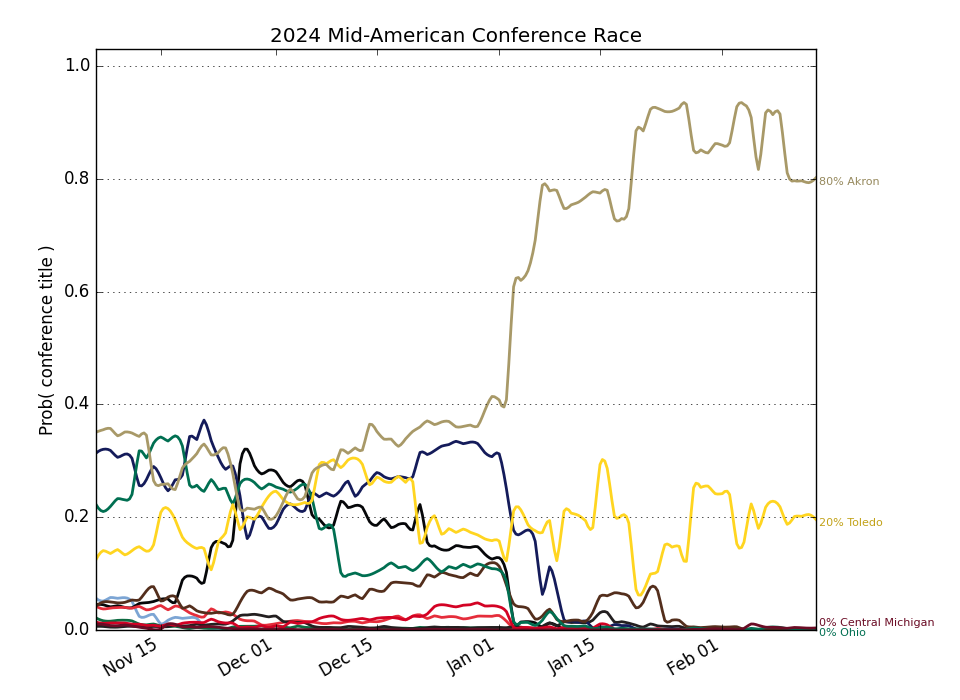 2024 Mid-American Conference Race
1.0
0.8
0.6
0.4
0.2
0.0
Prob( conference title )
80% Akron
20% Toledo
0% Central Michigan
0% Ohio
Nov 15
Dec 01
Dec 15
Jan 01
Jan 15
Feb 01